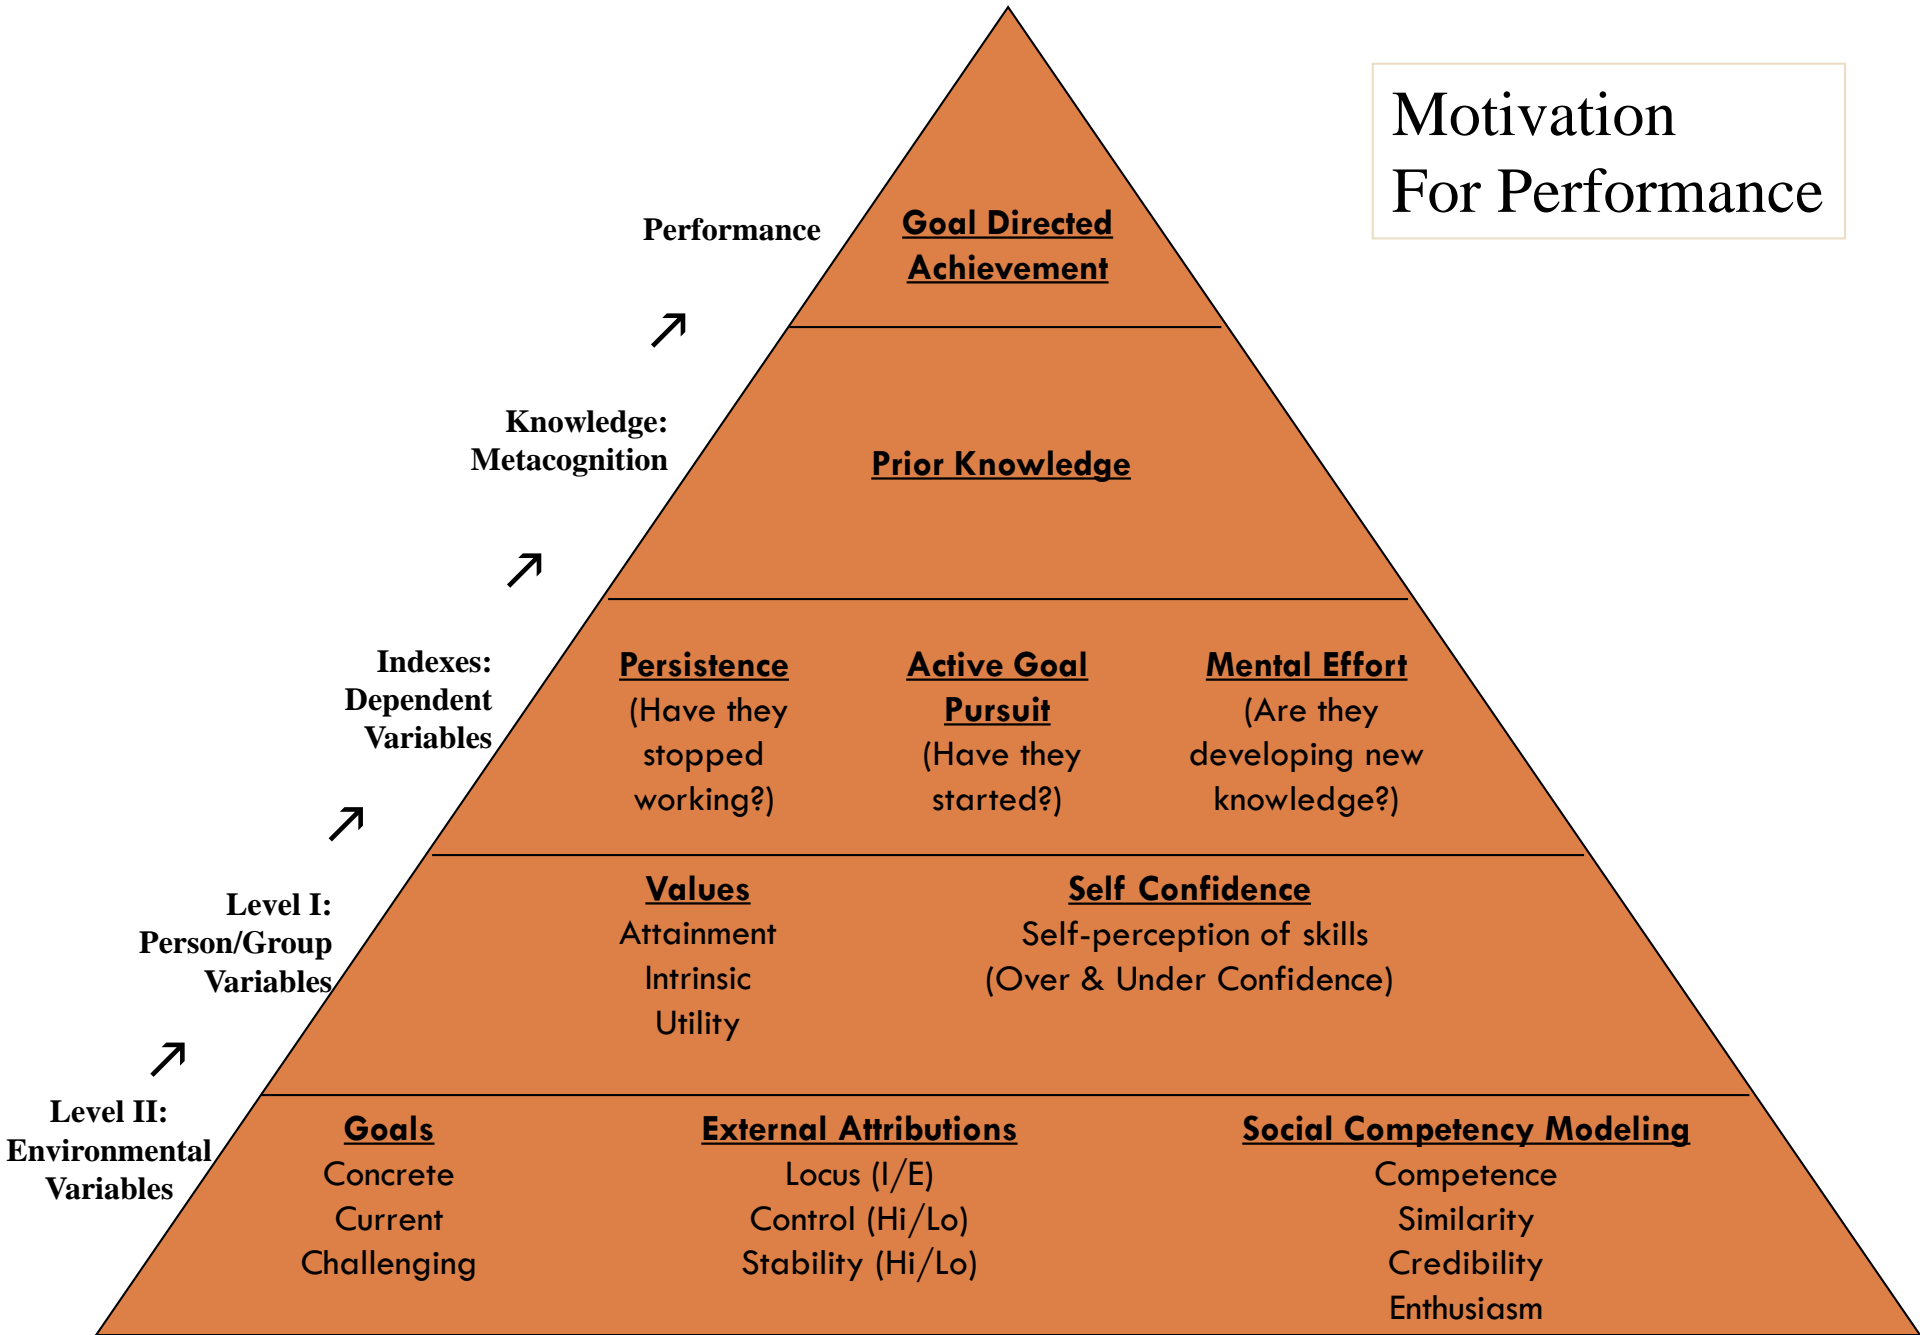 Motivation
For Performance
Performance
Goal Directed
Achievement
Knowledge:
Metacognition
Prior Knowledge
Indexes:
Dependent
Variables
Persistence
(Have they
stopped
working?)
Active Goal
Pursuit
(Have they
started?)
Mental Effort
(Are they
developing new
knowledge?)
Level I:
Person/Group
Variables
Values
Attainment
Intrinsic
Utility
Self Confidence
Self-perception of skills
(Over & Under Confidence)
Level II:
Environmental
Variables
Goals
Concrete
Current
Challenging
External Attributions
Locus (I/E)
Control (Hi/Lo)
Stability (Hi/Lo)
Social Competency Modeling
Competence
Similarity
Credibility
Enthusiasm